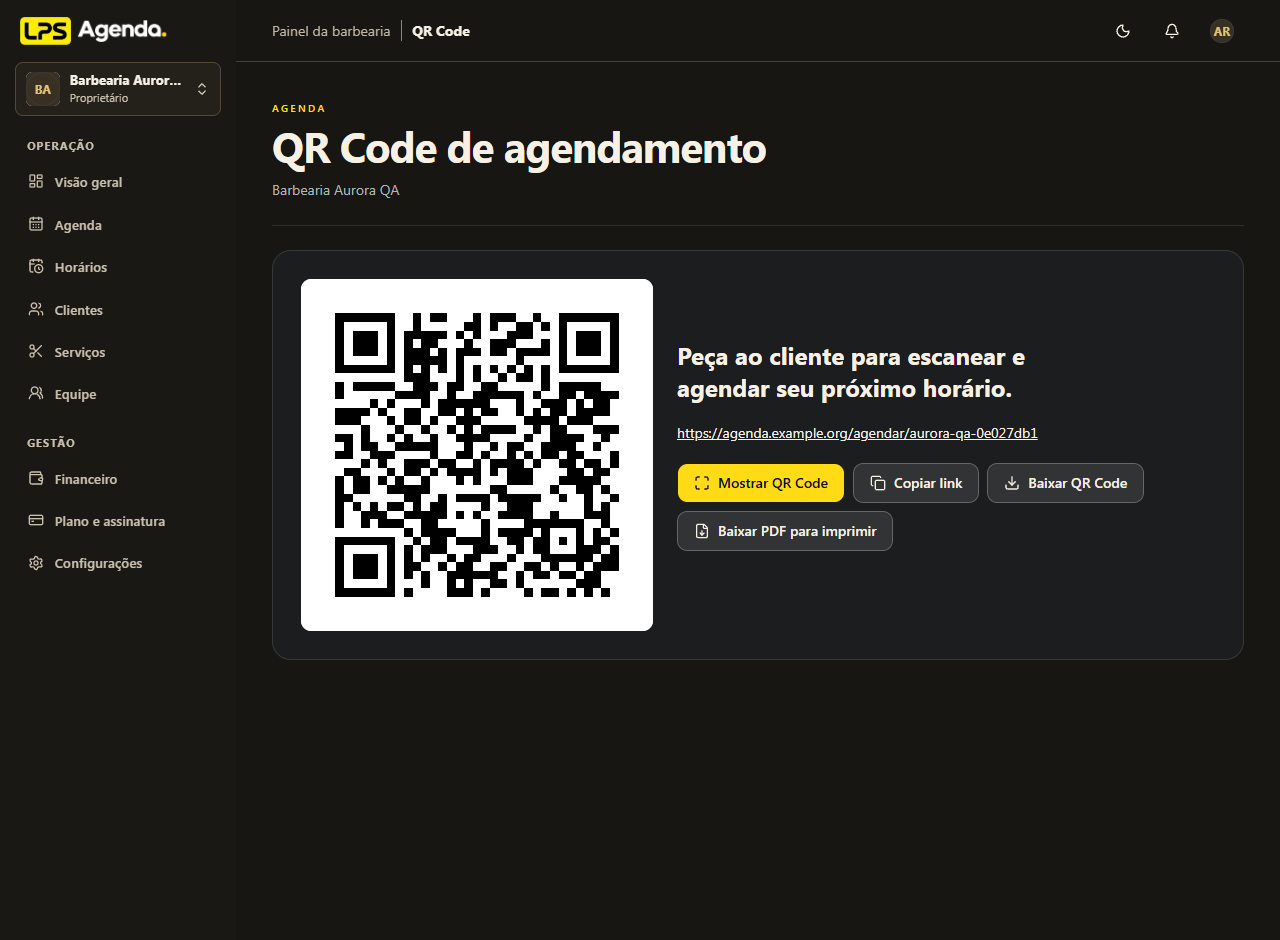 LPS Agenda.
Painel da barbearia | QR Code
AR
BA
Barbearia Auror...
Proprietário
OPERAÇÃO
Visão geral
Agenda
Horários
Clientes
Serviços
Equipe
GESTÃO
Financeiro
Plano e assinatura
Configurações
AGENDA
QR Code de agendamento
Barbearia Aurora QA
Peça ao cliente para escanear e
agendar seu próximo horário.
https://agenda.example.org/agendar/aurora-qa-0e027db1
Mostrar QR Code
Copiar link
Baixar QR Code
Baixar PDF para imprimir